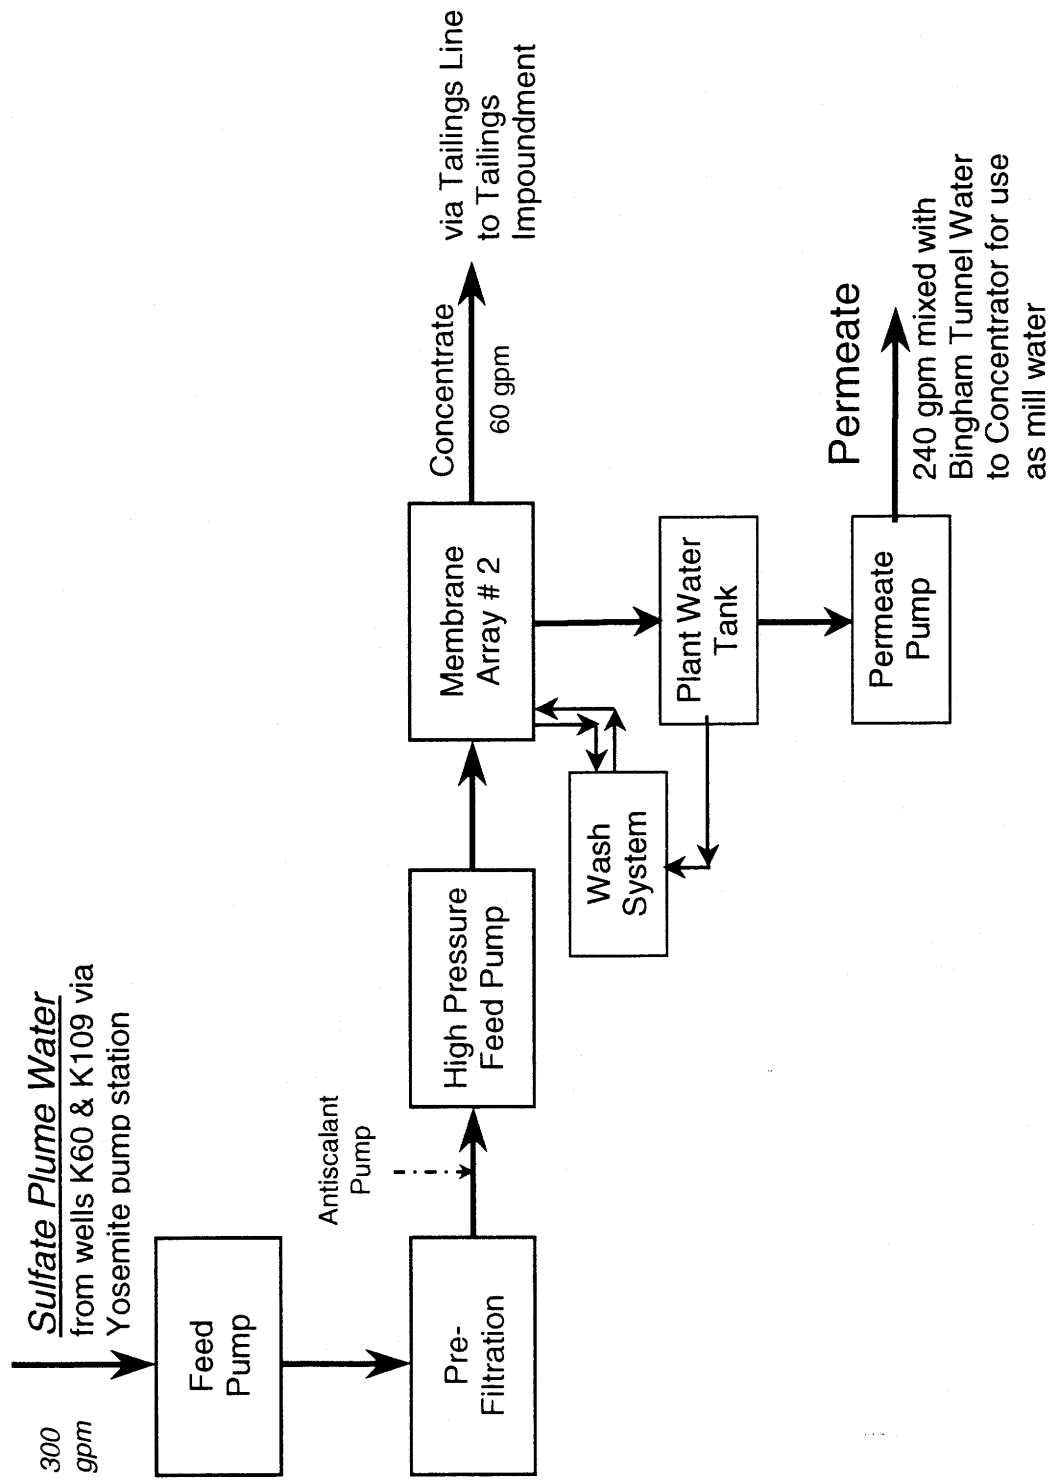 300
gpm
Sulfate Plume Water
from wells K60 & K109 via
Yosemite pump station
Feed
Pump
Pre-
Filtration
Antiscalant
Pump
High Pressure
Feed Pump
Membrane
Array # 2
Concentrate
60 gpm
via Tailings Line
to Tailings
Impoundment
Wash
System
Plant Water
Tank
Permeate
Pump
Permeate
240 gpm mixed with
Bingham Tunnel Water
to Concentrator for use
as mill water